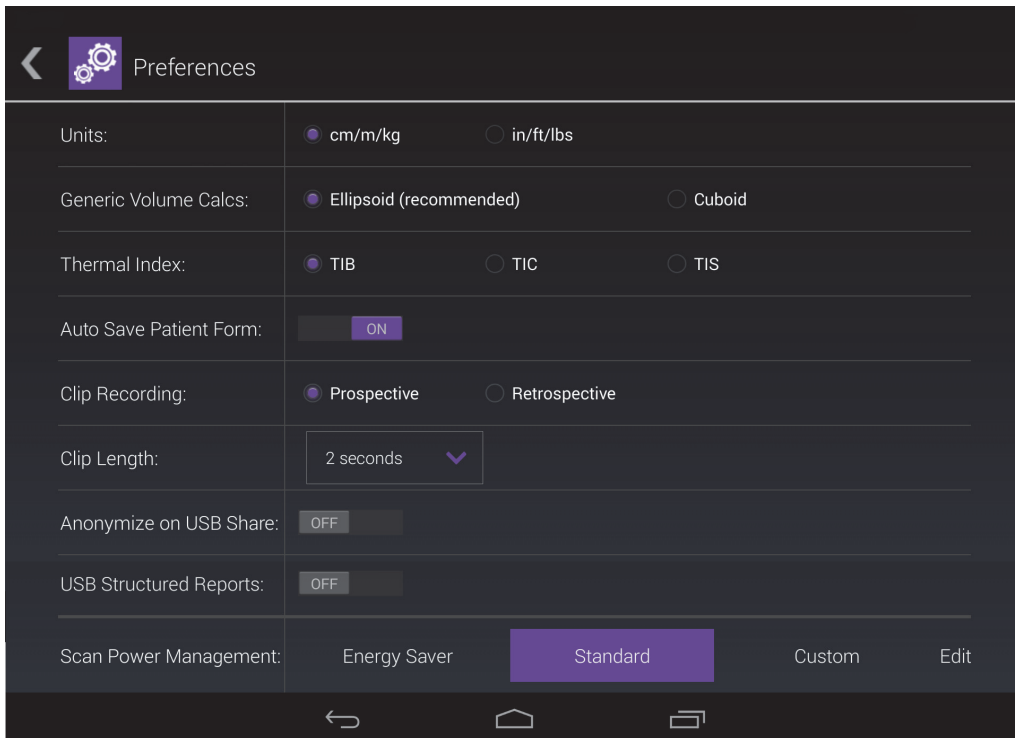 Preferences
Units: cm/m/kg in/ft/lbs
Generic Volume Calcs: Ellipsoid (recommended) Cuboid
Thermal Index: TIB TIC TIS
Auto Save Patient Form: ON
Clip Recording: Prospective Retrospective
Clip Length: 2 seconds
Anonymize on USB Share: OFF
USB Structured Reports: OFF
Scan Power Management: Energy Saver Standard Custom Edit